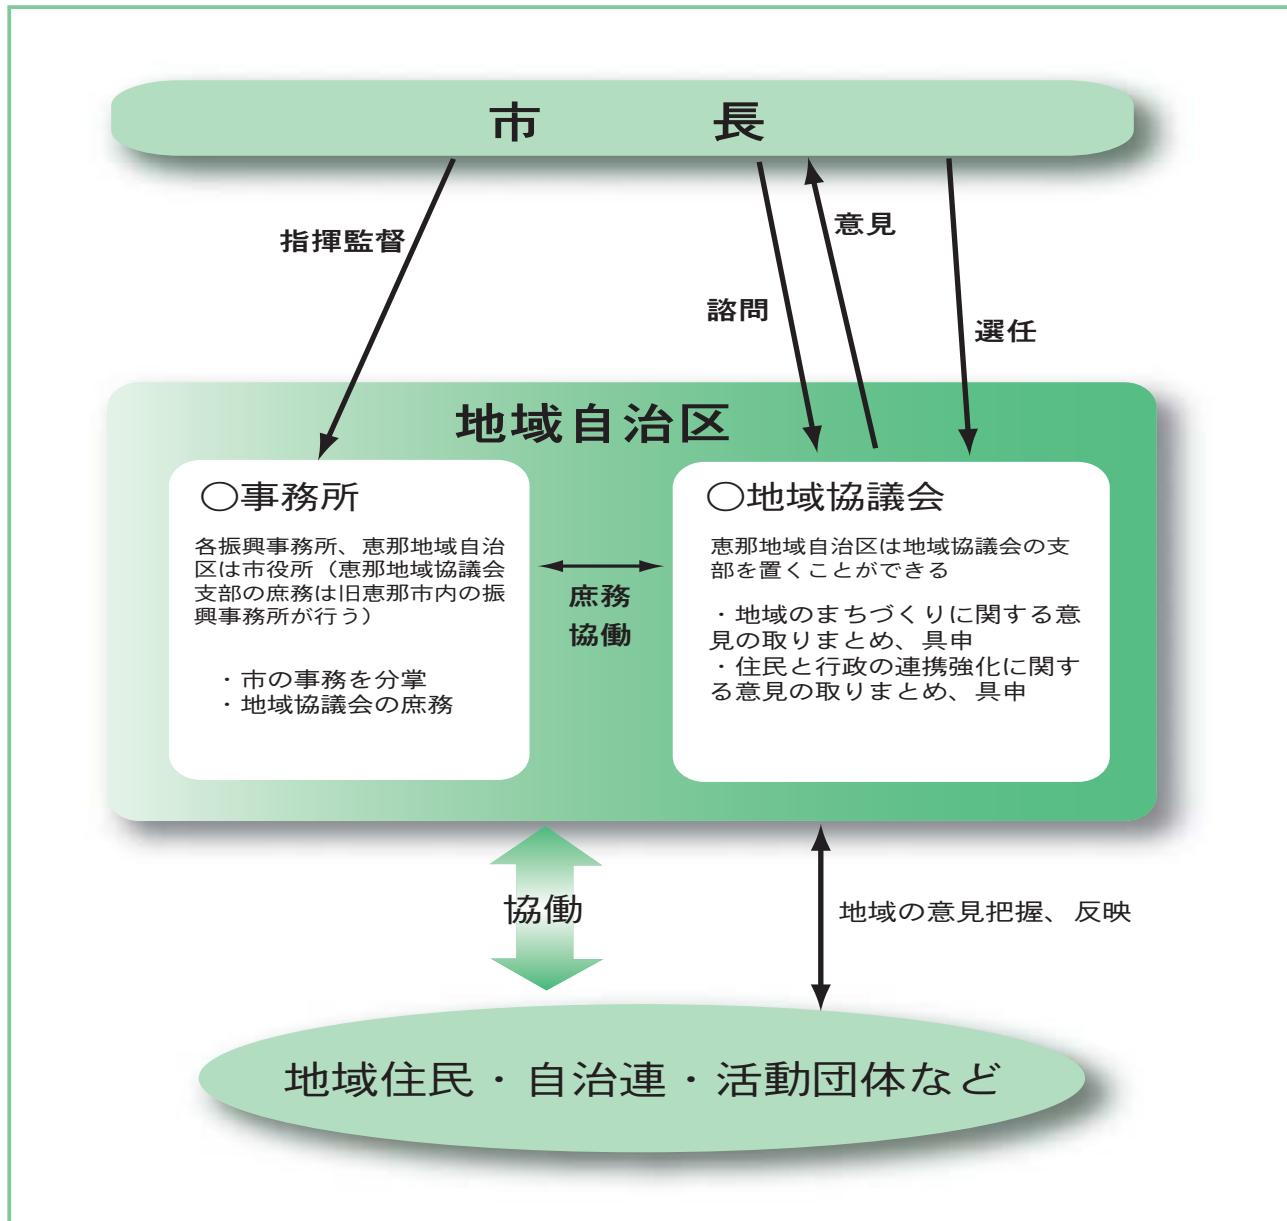 市　長
指揮監督
意見
諮問
選任
地域自治区
○事務所
各振興事務所、恵那地域自治
区は市役所（恵那地域協議会
支部の庶務は旧恵那市内の振
興事務所が行う）
・市の事務を分掌
・地域協議会の庶務
庶務
協働
○地域協議会
恵那地域自治区は地域協議会の支
部を置くことができる
・地域のまちづくりに関する意
見の取りまとめ、具申
・住民と行政の連携強化に関す
る意見の取りまとめ、具申
協働
地域の意見把握、反映
地域住民・自治連・活動団体など